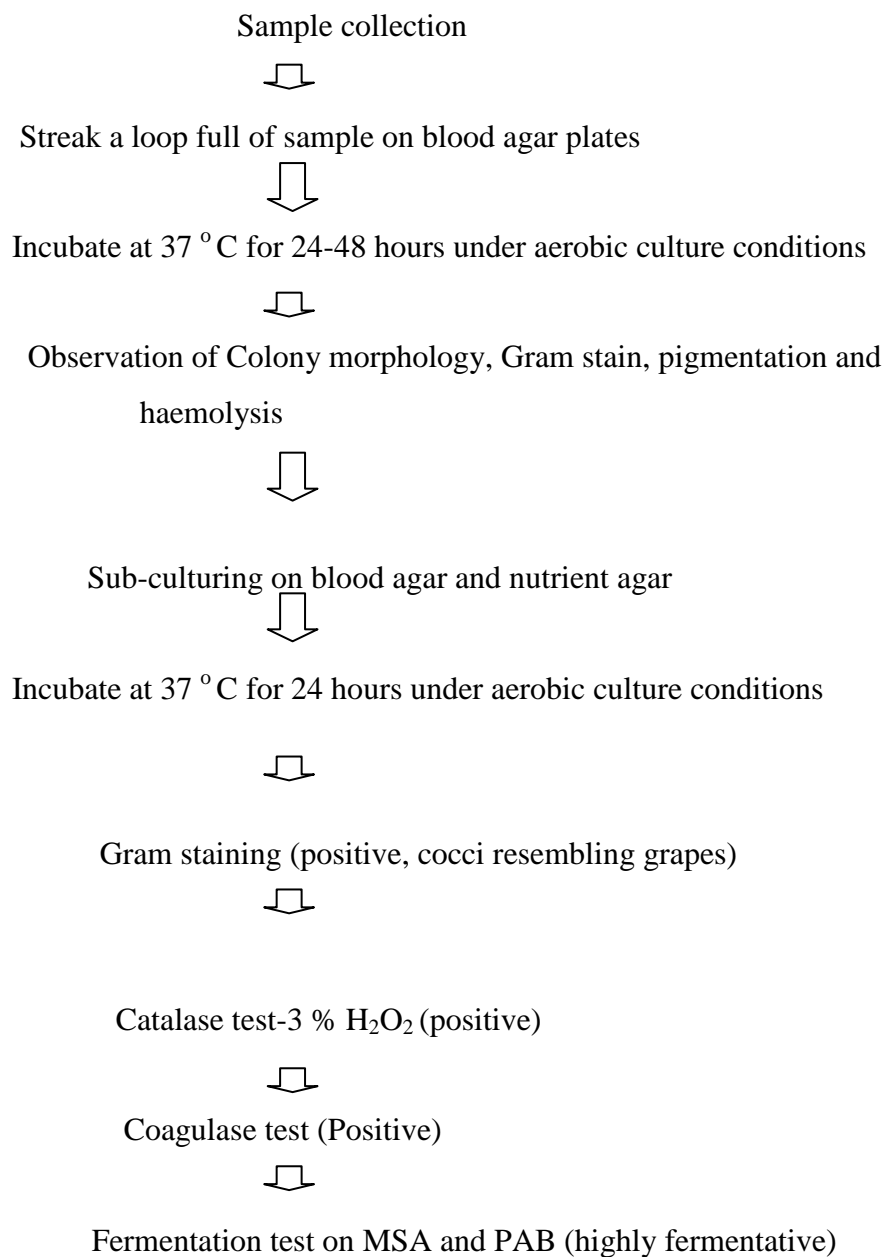 Sample collection
Streak a loop full of sample on blood agar plates
Incubate at 37 °C for 24-48 hours under aerobic culture conditions
Observation of Colony morphology, Gram stain, pigmentation and
haemolysis
Sub-culturing on blood agar and nutrient agar
Incubate at 37 °C for 24 hours under aerobic culture conditions
Gram staining (positive, cocci resembling grapes)
Catalase test-3 % H₂O₂ (positive)
Coagulase test (Positive)
Fermentation test on MSA and PAB (highly fermentative)